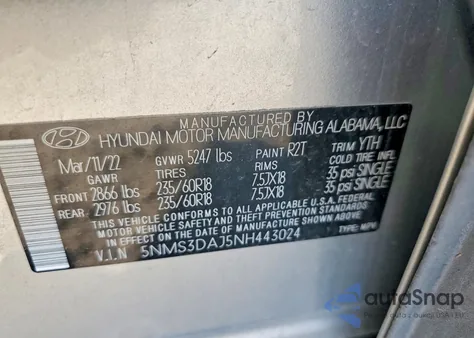 MANUFACTURED BY
HYUNDAI MOTOR MANUFACTURING ALABAMA, LLC
Mar/11/22 GVWR 5247 lbs PAINT R2T TRIM YTH
GAWR TIRES RIMS COLD TIRE INFL
FRONT 2866 lbs 235/60R18 7.5JX18 35 psi SINGLE
REAR 2976 lbs 235/60R18 7.5JX18 35 psi SINGLE
THIS VEHICLE CONFORMS TO ALL APPLICABLE U.S.A. FEDERAL
MOTOR VEHICLE SAFETY BUMPER AND THEFT PREVENTION STANDARDS
IN EFFECT ON THE DATE OF MANUFACTURE SHOWN ABOVE.
V.I.N 5NMS3DAJ5NH443024 TYPE: MPV
autoSnap